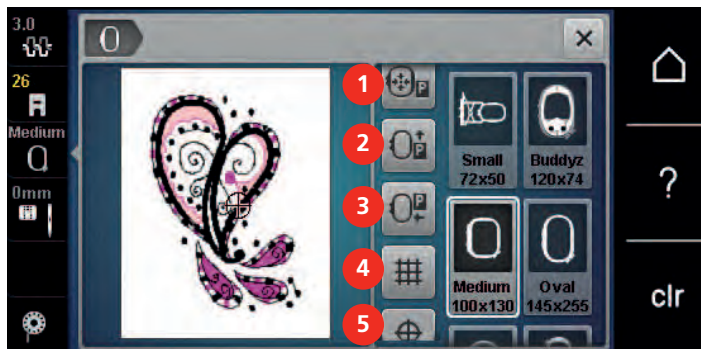 3.0
26
Medium
0mm
1
2
3
4
5
P
P
P
Small
72x50
Buddyz
120x74
Medium
100x130
Oval
145x255
?
clr